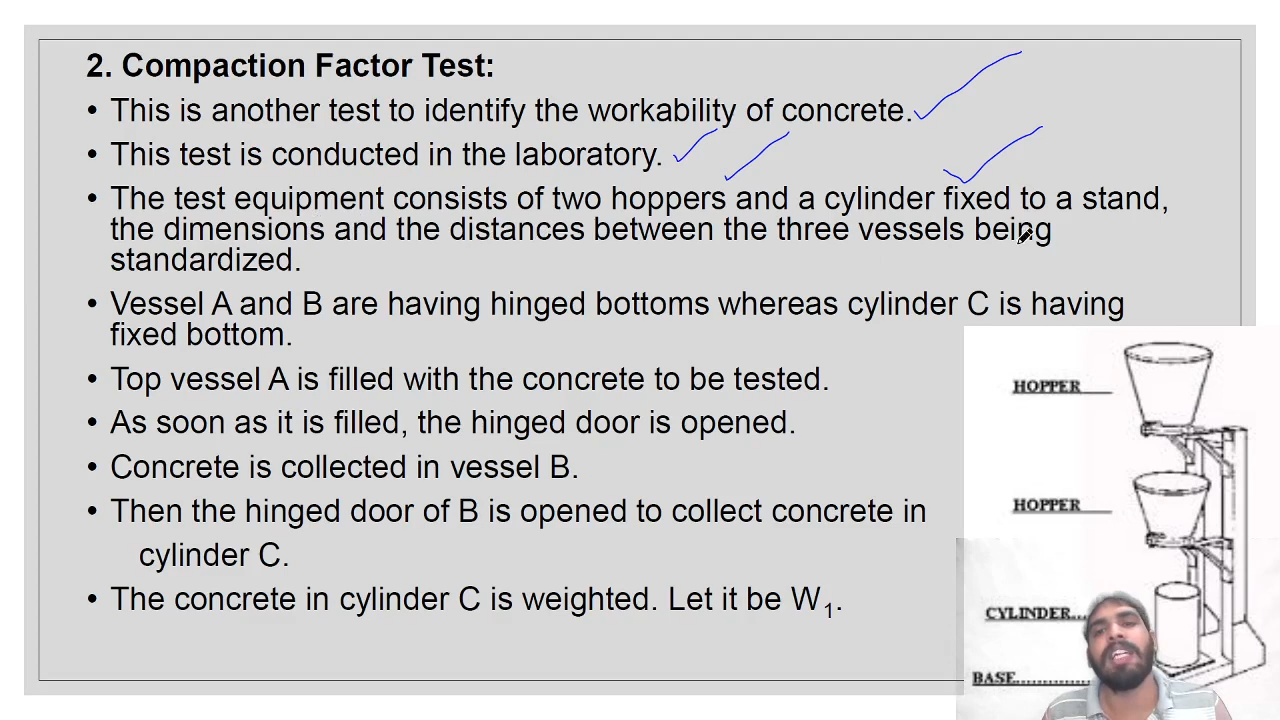 2. Compaction Factor Test:
• This is another test to identify the workability of concrete.
• This test is conducted in the laboratory.
• The test equipment consists of two hoppers and a cylinder fixed to a stand,
the dimensions and the distances between the three vessels being
standardized.
• Vessel A and B are having hinged bottoms whereas cylinder C is having
fixed bottom.
• Top vessel A is filled with the concrete to be tested.
• As soon as it is filled, the hinged door is opened.
• Concrete is collected in vessel B.
• Then the hinged door of B is opened to collect concrete in
cylinder C.
• The concrete in cylinder C is weighted. Let it be W₁.
HOPPER
HOPPER
CYLINDER...
BASE..............